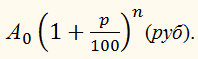 A₀ (1 + p/100)ⁿ (руб).